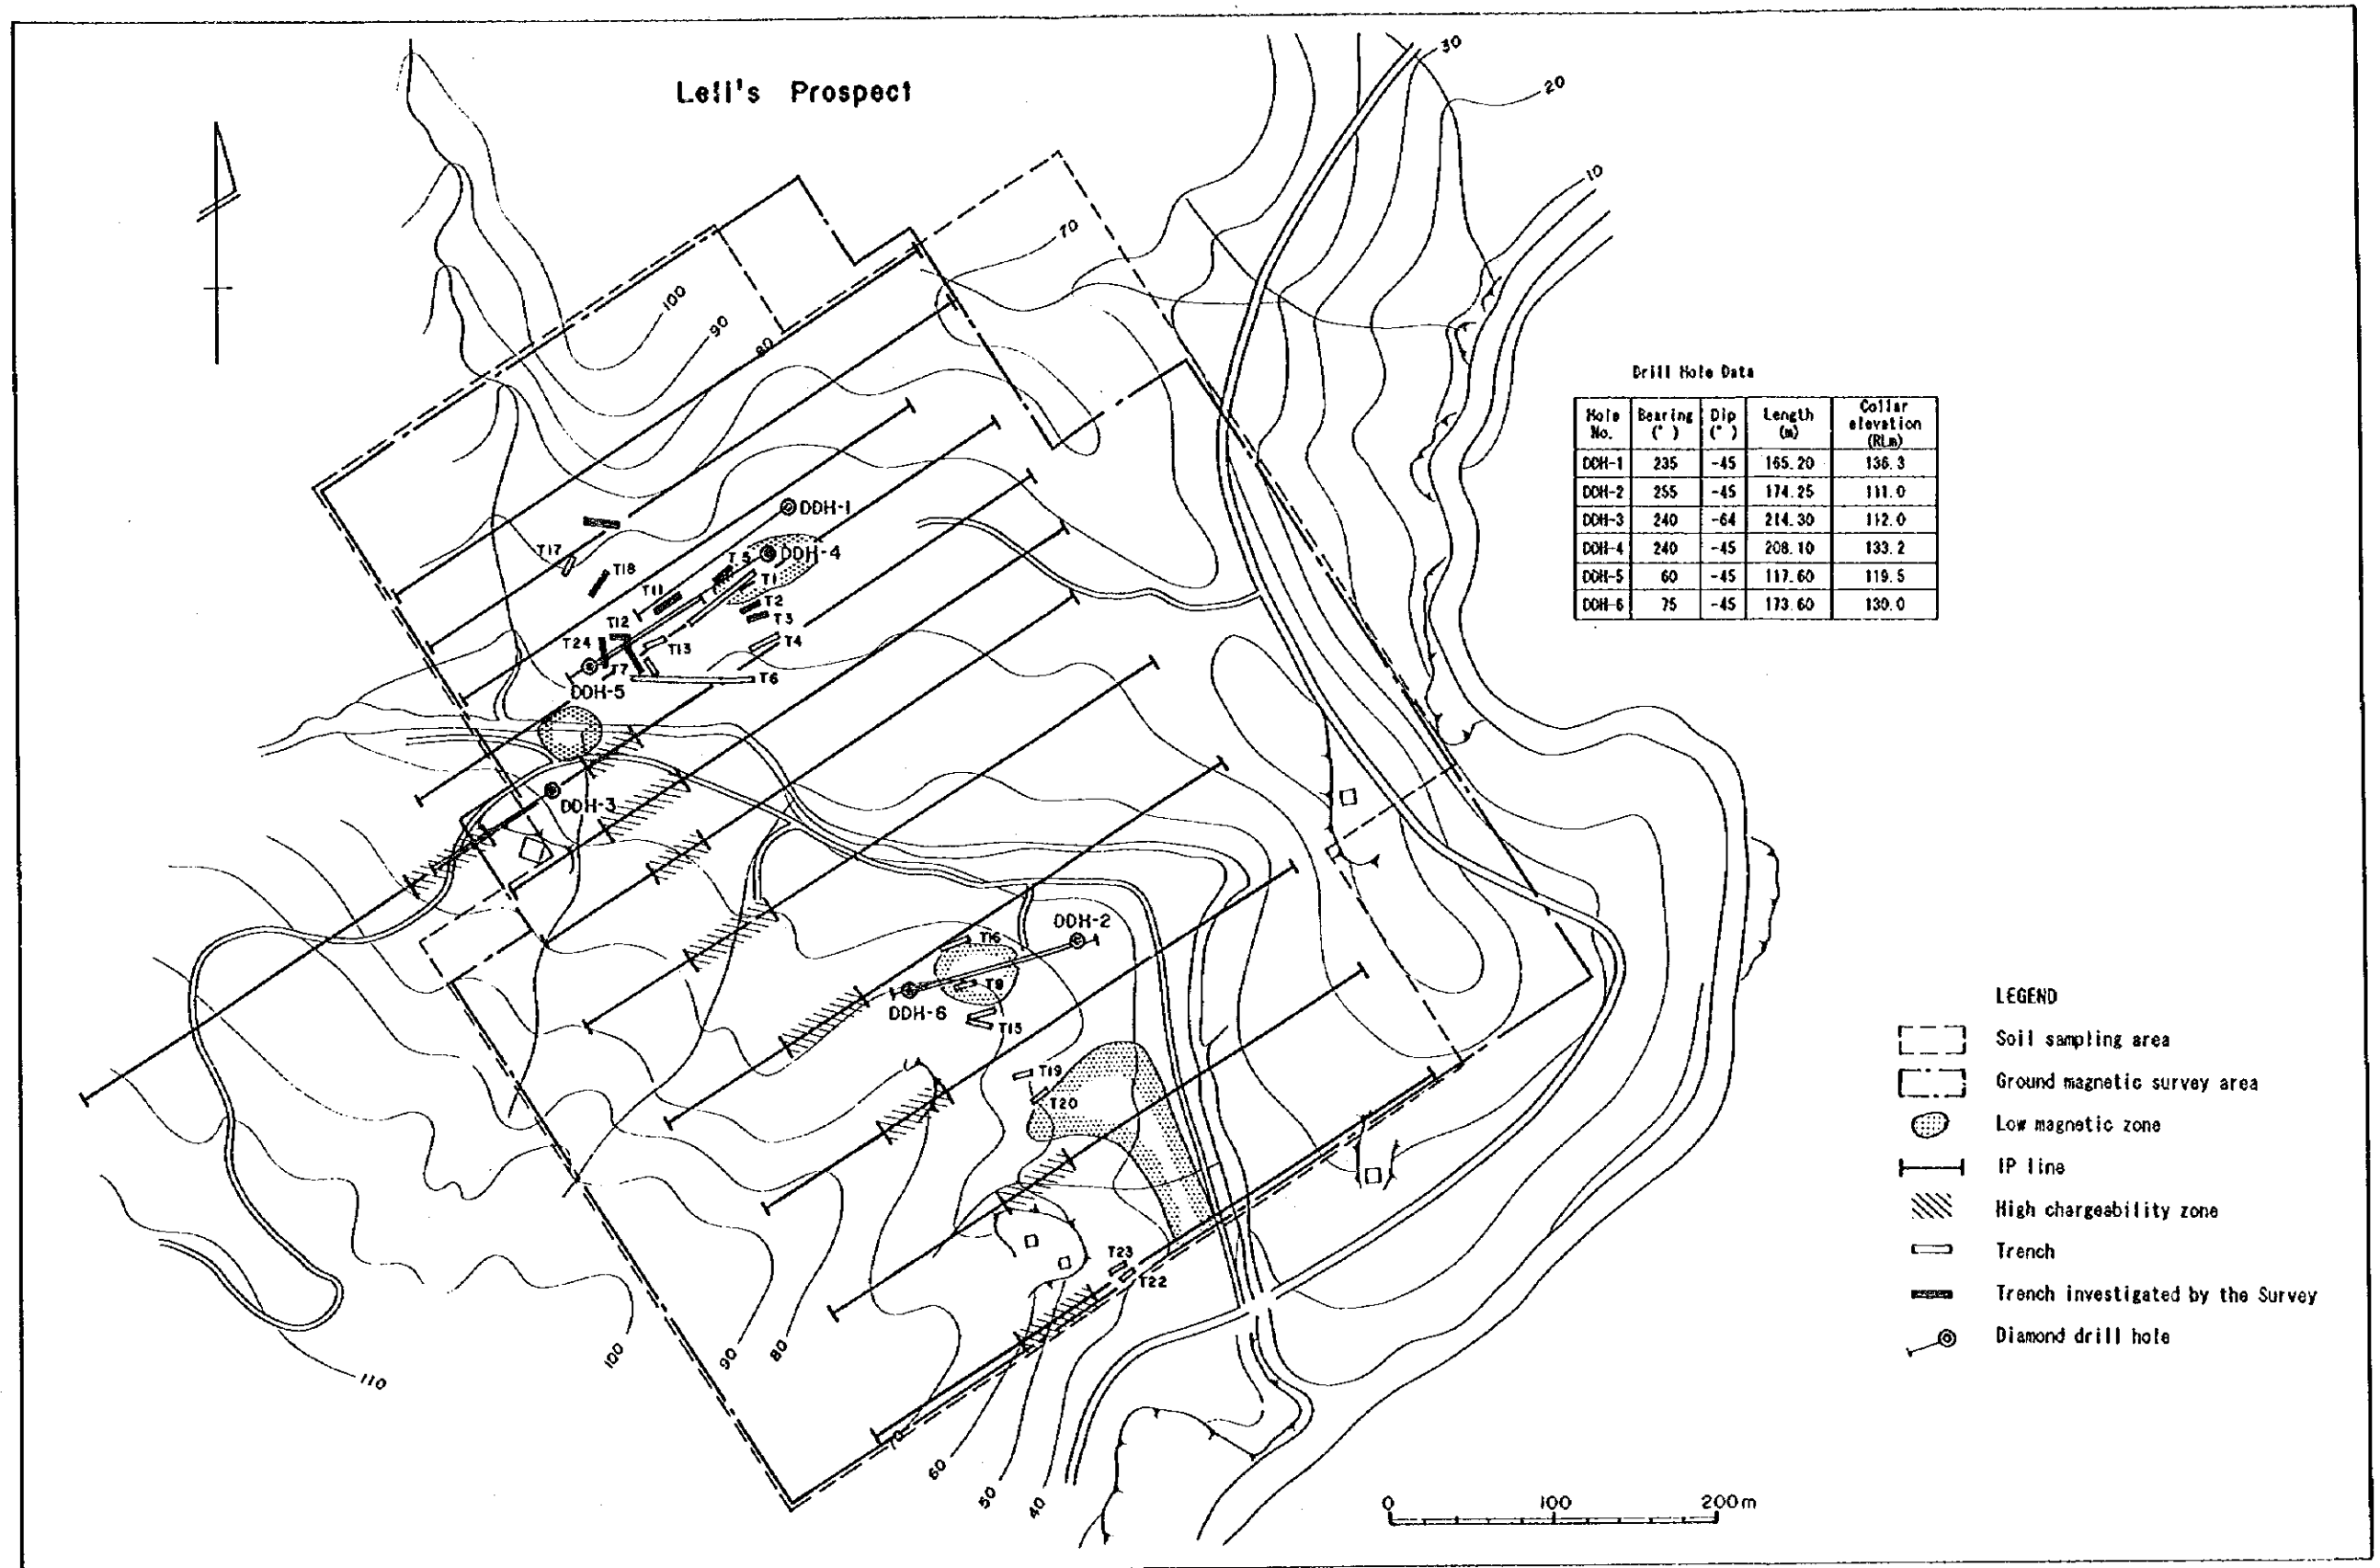 Leli's Prospect
30
20
10
70
100
90
80
Drill Hole Data
Hole No. Bearing (°) Dip (°) Length (m) Collar elevation (RLm)
DDH-1 235 -45 165.20 136.3
DDH-2 255 -45 174.25 111.0
DDH-3 240 -64 214.30 112.0
DDH-4 240 -45 208.10 133.2
DDH-5 60 -45 117.60 119.5
DDH-6 75 -45 173.60 130.0
DDH-1
DDH-4
T17
T18
T.5
T1
T11
T2
T3
T12
T24
T13
T4
T7
T6
DDH-5
DDH-3
DDH-2
T16
T9
DDH-6
T15
T19
T20
T23
T22
LEGEND
Soil sampling area
Ground magnetic survey area
Low magnetic zone
IP line
High chargeability zone
Trench
Trench investigated by the Survey
Diamond drill hole
110
100
90
80
70
60
50
40
0 100 200m